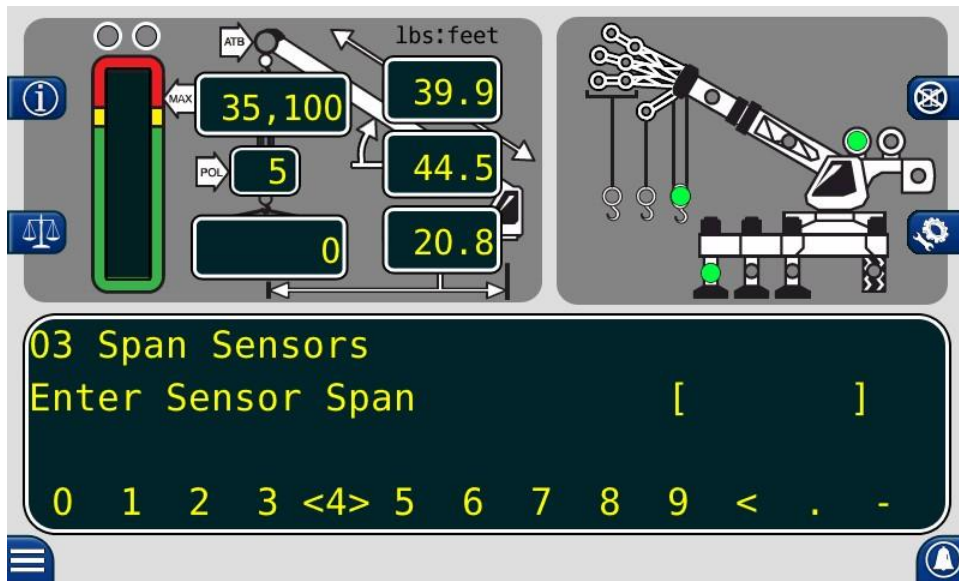 lbs:feet
ATB
MAX
35,100
39.9
POL
5
44.5
0
20.8
03 Span Sensors
Enter Sensor Span [ ]
0 1 2 3 <4> 5 6 7 8 9 < . -